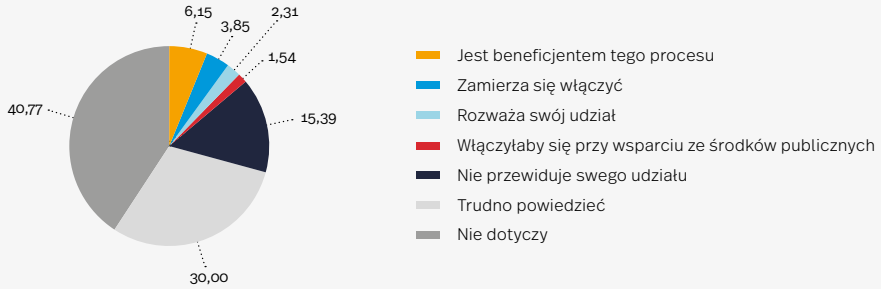 6,15
3,85
2,31
1,54
15,39
30,00
40,77
Jest beneficjentem tego procesu
Zamierza się włączyć
Rozważa swój udział
Włączyłaby się przy wsparciu ze środków publicznych
Nie przewiduje swego udziału
Trudno powiedzieć
Nie dotyczy